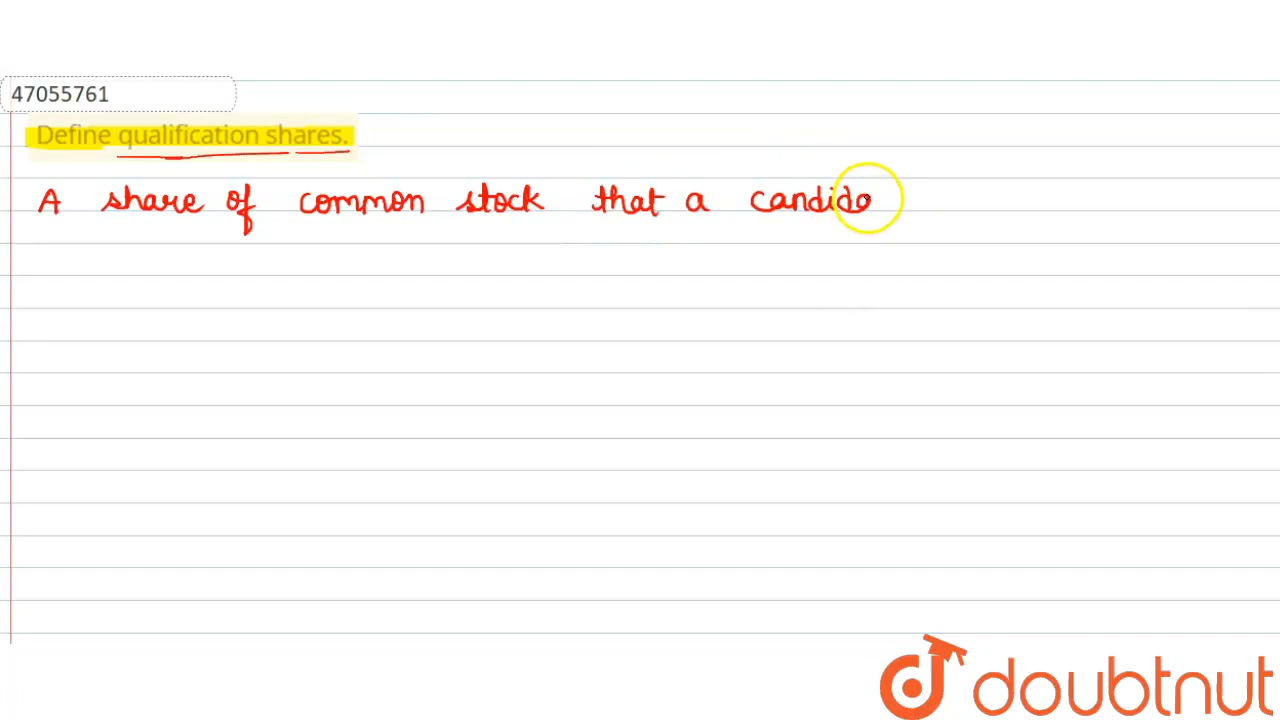 47055761
Define qualification shares.
A share of common stock that a candida
doubtnut